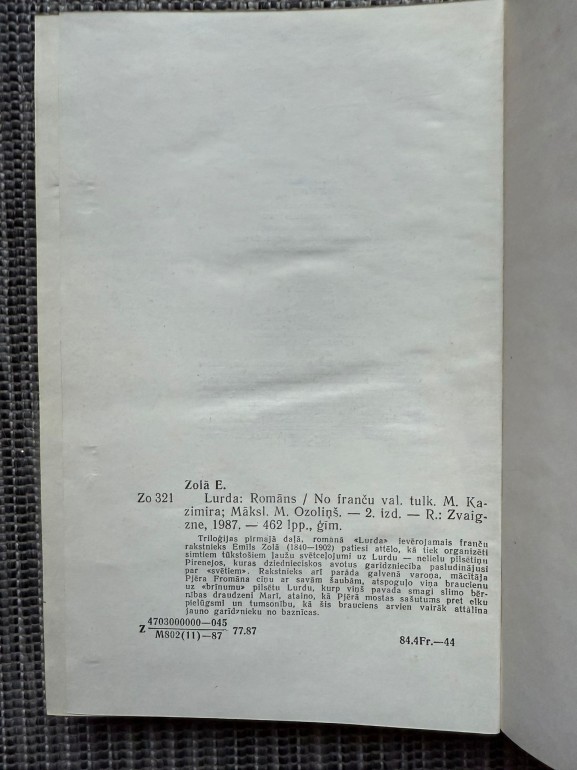 Zolā E.
Zo 321 Lurda: Romāns / No franču val. tulk. M. Ka-
zimira; Māksl. M. Ozoliņš. — 2. izd. — R.: Zvaig-
zne, 1987. — 462 lpp., ģim.
Triloģijas pirmajā daļā, romānā «Lurda» ievērojamais franču
rakstnieks Emīls Zolā (1840—1902) patiesi attēlo, kā tiek organizēti
simtiem tūkstošiem ļaužu svētceļojumi uz Lurdu — nelielu pilsētiņu
Pirenejos, kuras dziednieciskos avotus garīdzniecība pasludinājusi
par «svētiem». Rakstnieks arī parāda galvenā varoņa, mācītāja
Pjēra Fromāna cīņu ar savām šaubām, atspoguļo viņa braucienu
uz «brīnumu» pilsētu Lurdu, kurp viņš pavada smagi slimo bēr-
nības draudzeni Mari, ataino, kā Pjērā mostas sašutums pret elku
pielūgsmi un tumsonību, kā šis brauciens arvien vairāk attālina
jauno garīdznieku no baznīcas.
Z 4703000000—045 77.87
M802(11)—87
84.4Fr.—44